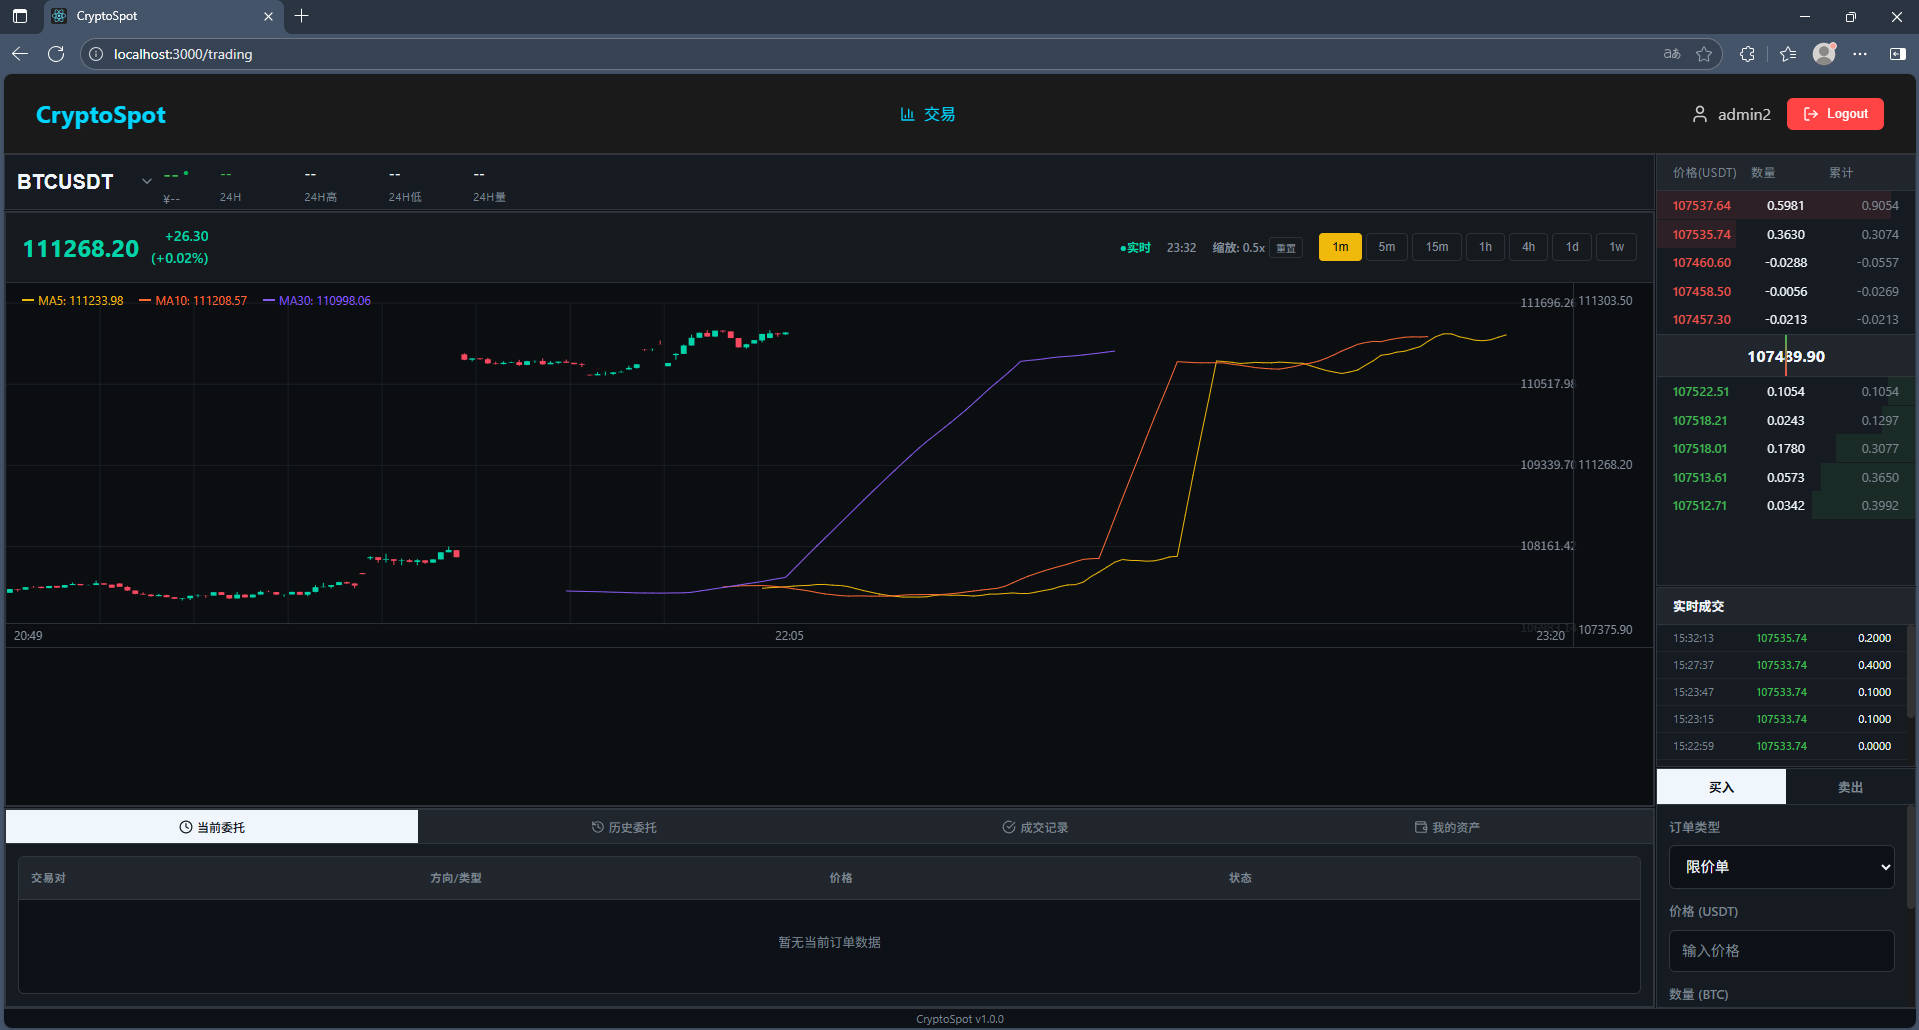 CryptoSpot
localhost:3000/trading
aあ
CryptoSpot
交易
admin2
Logout
BTCUSDT
-- -- -- -- --
¥-- 24H 24H高 24H低 24H量
111268.20
+26.30
(+0.02%)
●实时 23:32 缩放: 0.5x 重置 1m 5m 15m 1h 4h 1d 1w
MA5: 111233.98 MA10: 111208.57 MA30: 110998.06
111696.26 111303.50
110517.98
109339.70 111268.20
108161.42
107375.90
20:49 22:05 23:20
价格(USDT) 数量 累计
107537.64 0.5981 0.9054
107535.74 0.3630 0.3074
107460.60 -0.0288 -0.0557
107458.50 -0.0056 -0.0269
107457.30 -0.0213 -0.0213
107489.90
107522.51 0.1054 0.1054
107518.21 0.0243 0.1297
107518.01 0.1780 0.3077
107513.61 0.0573 0.3650
107512.71 0.0342 0.3992
实时成交
15:32:13 107535.74 0.2000
15:27:37 107533.74 0.4000
15:23:47 107533.74 0.1000
15:23:15 107533.74 0.1000
15:22:59 107533.74 0.0000
买入 卖出
订单类型
限价单
价格 (USDT)
输入价格
数量 (BTC)
当前委托 历史委托 成交记录 我的资产
交易对 方向/类型 价格 状态
暂无当前订单数据
CryptoSpot v1.0.0